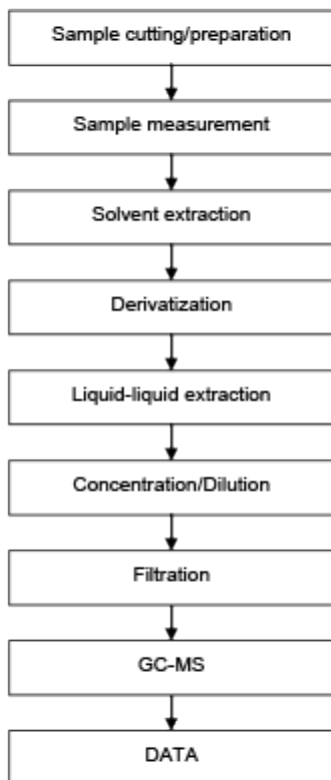 Sample cutting/preparation
Sample measurement
Solvent extraction
Derivatization
Liquid-liquid extraction
Concentration/Dilution
Filtration
GC-MS
DATA